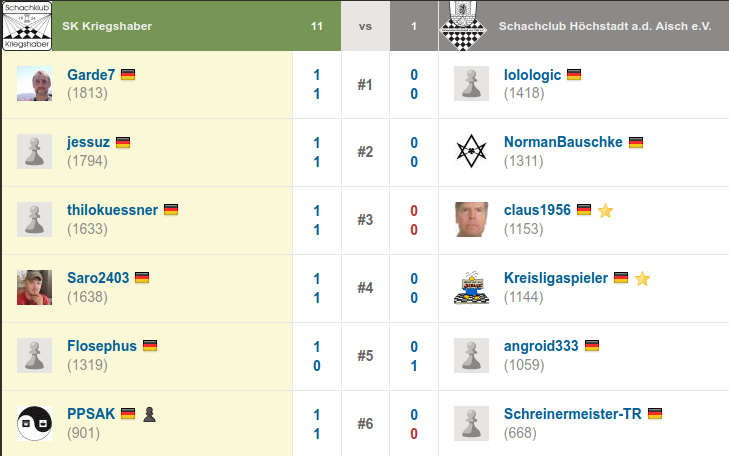 Schachklub
Kriegshaber
SK Kriegshaber 11 vs 1 Schachclub Höchstadt a.d. Aisch e.V.
Garde7 1 #1 0 lolologic
(1813) 1 0 (1418)
jessuz 1 #2 0 NormanBauschke
(1794) 1 0 (1311)
thilokuessner 1 #3 0 claus1956
(1633) 1 0 (1153)
Saro2403 1 #4 0 Kreisligaspieler
(1638) 1 0 (1144)
Flosephus 1 #5 0 angroid333
(1319) 0 1 (1059)
PPSAK 1 #6 0 Schreinermeister-TR
(901) 1 0 (668)